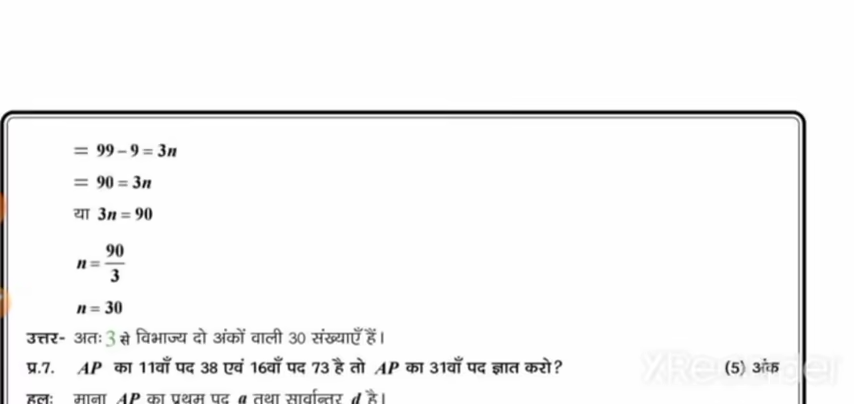 = 99 – 9 = 3n
= 90 = 3n
या 3n = 90
n = 90/3
n = 30
उत्तर- अतः 3 से विभाज्य दो अंकों वाली 30 संख्याएँ हैं।
प्र.7. AP का 11वाँ पद 38 एवं 16वाँ पद 73 है तो AP का 31वाँ पद ज्ञात करो? (5) अंक
हलः माना AP का प्रथम पद a तथा सार्वान्तर d है।